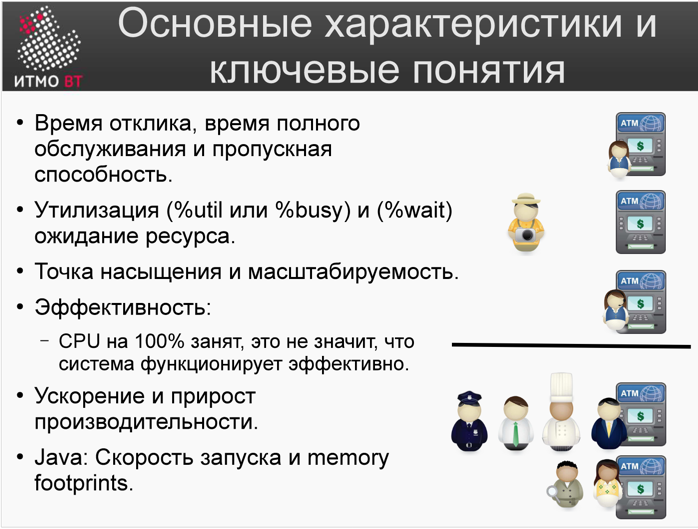 Основные характеристики и
ключевые понятия
ИТМО ВТ
• Время отклика, время полного
обслуживания и пропускная
способность.
• Утилизация (%util или %busy) и (%wait)
ожидание ресурса.
• Точка насыщения и масштабируемость.
• Эффективность:
– CPU на 100% занят, это не значит, что
система функционирует эффективно.
• Ускорение и прирост
производительности.
• Java: Скорость запуска и memory
footprints.
ATM
$
ATM
$
ATM
$
ATM
$
ATM
$